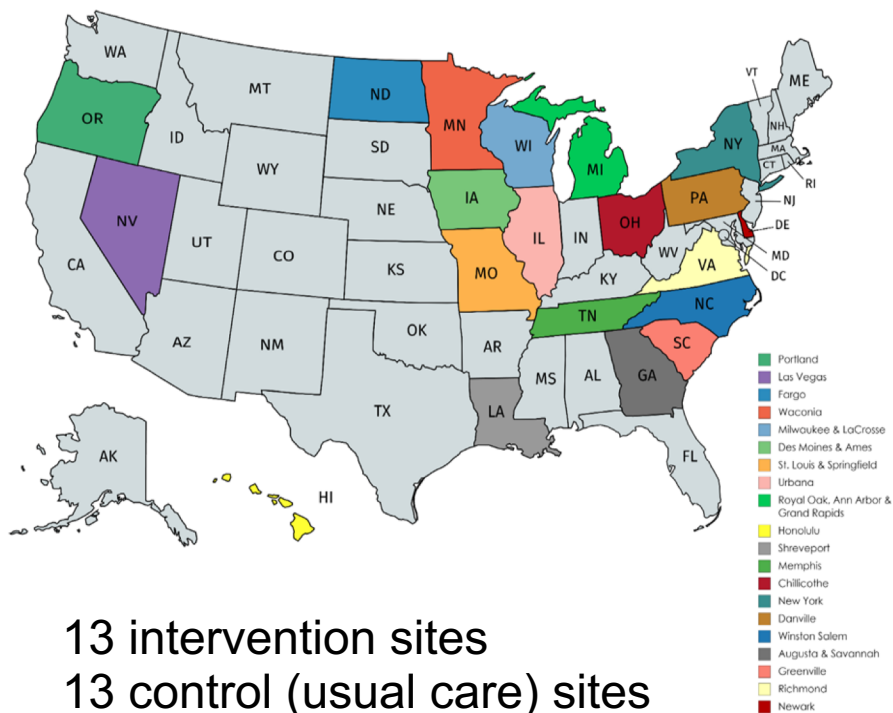 WA
MT
ND
MN
OR
ID
WY
SD
WI
MI
NY
VT
ME
NH
MA
CT
RI
NV
UT
CO
NE
IA
IL
IN
OH
PA
NJ
DE
MD
DC
CA
KS
MO
KY
WV
VA
AZ
NM
OK
AR
TN
NC
SC
TX
LA
MS
AL
GA
FL
AK
HI
Portland
Las Vegas
Fargo
Waconia
Milwaukee & LaCrosse
Des Moines & Ames
St. Louis & Springfield
Urbana
Royal Oak, Ann Arbor &
Grand Rapids
Honolulu
Shreveport
Memphis
Chillicothe
New York
Danville
Winston Salem
Augusta & Savannah
Greenville
Richmond
Newark
13 intervention sites
13 control (usual care) sites